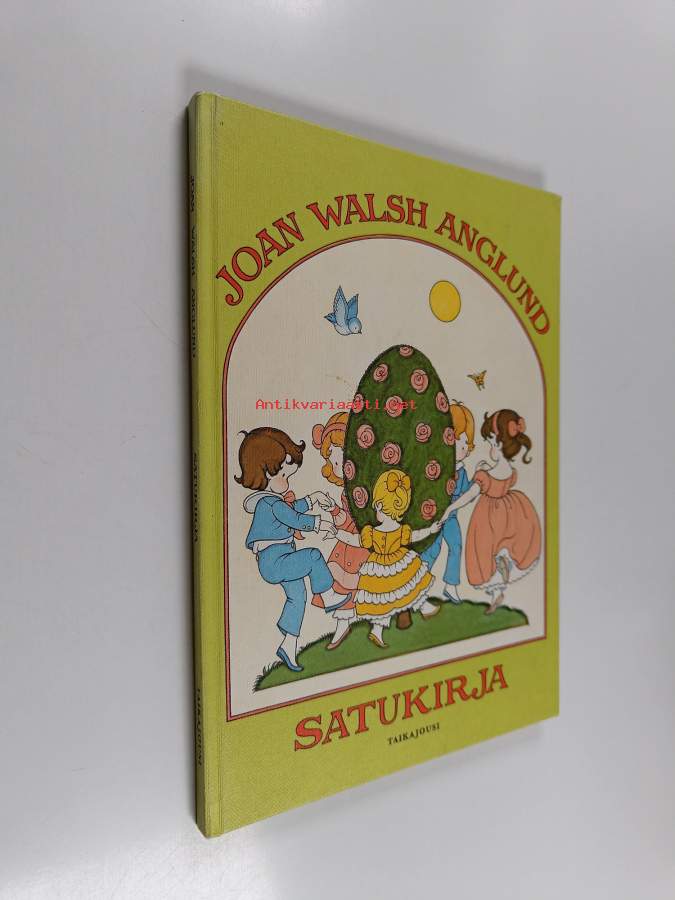 JOAN WALSH ANGLUND
Antikvariaatti.net
SATUKIRJA
TAIKAJOUSI
JOAN WALSH ANGLUND SATUKIRJA TAIKAJOUSI